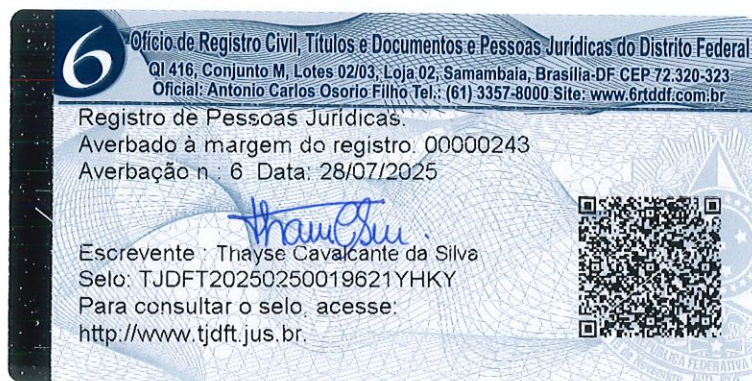 6
Ofício de Registro Civil, Títulos e Documentos e Pessoas Jurídicas do Distrito Federal
QI 416, Conjunto M, Lotes 02/03, Loja 02, Samambaia, Brasília-DF CEP 72.320-323
Oficial: Antonio Carlos Osorio Filho Tel.: (61) 3357-8000 Site: www.6rtddf.com.br
Registro de Pessoas Jurídicas.
Averbado à margem do registro. 00000243
Averbação n.: 6 Data: 28/07/2025
Escrevente : Thayse Cavalcante da Silva
Selo: TJDFT20250250019621YHKY
Para consultar o selo, acesse:
http://www.tjdft.jus.br.